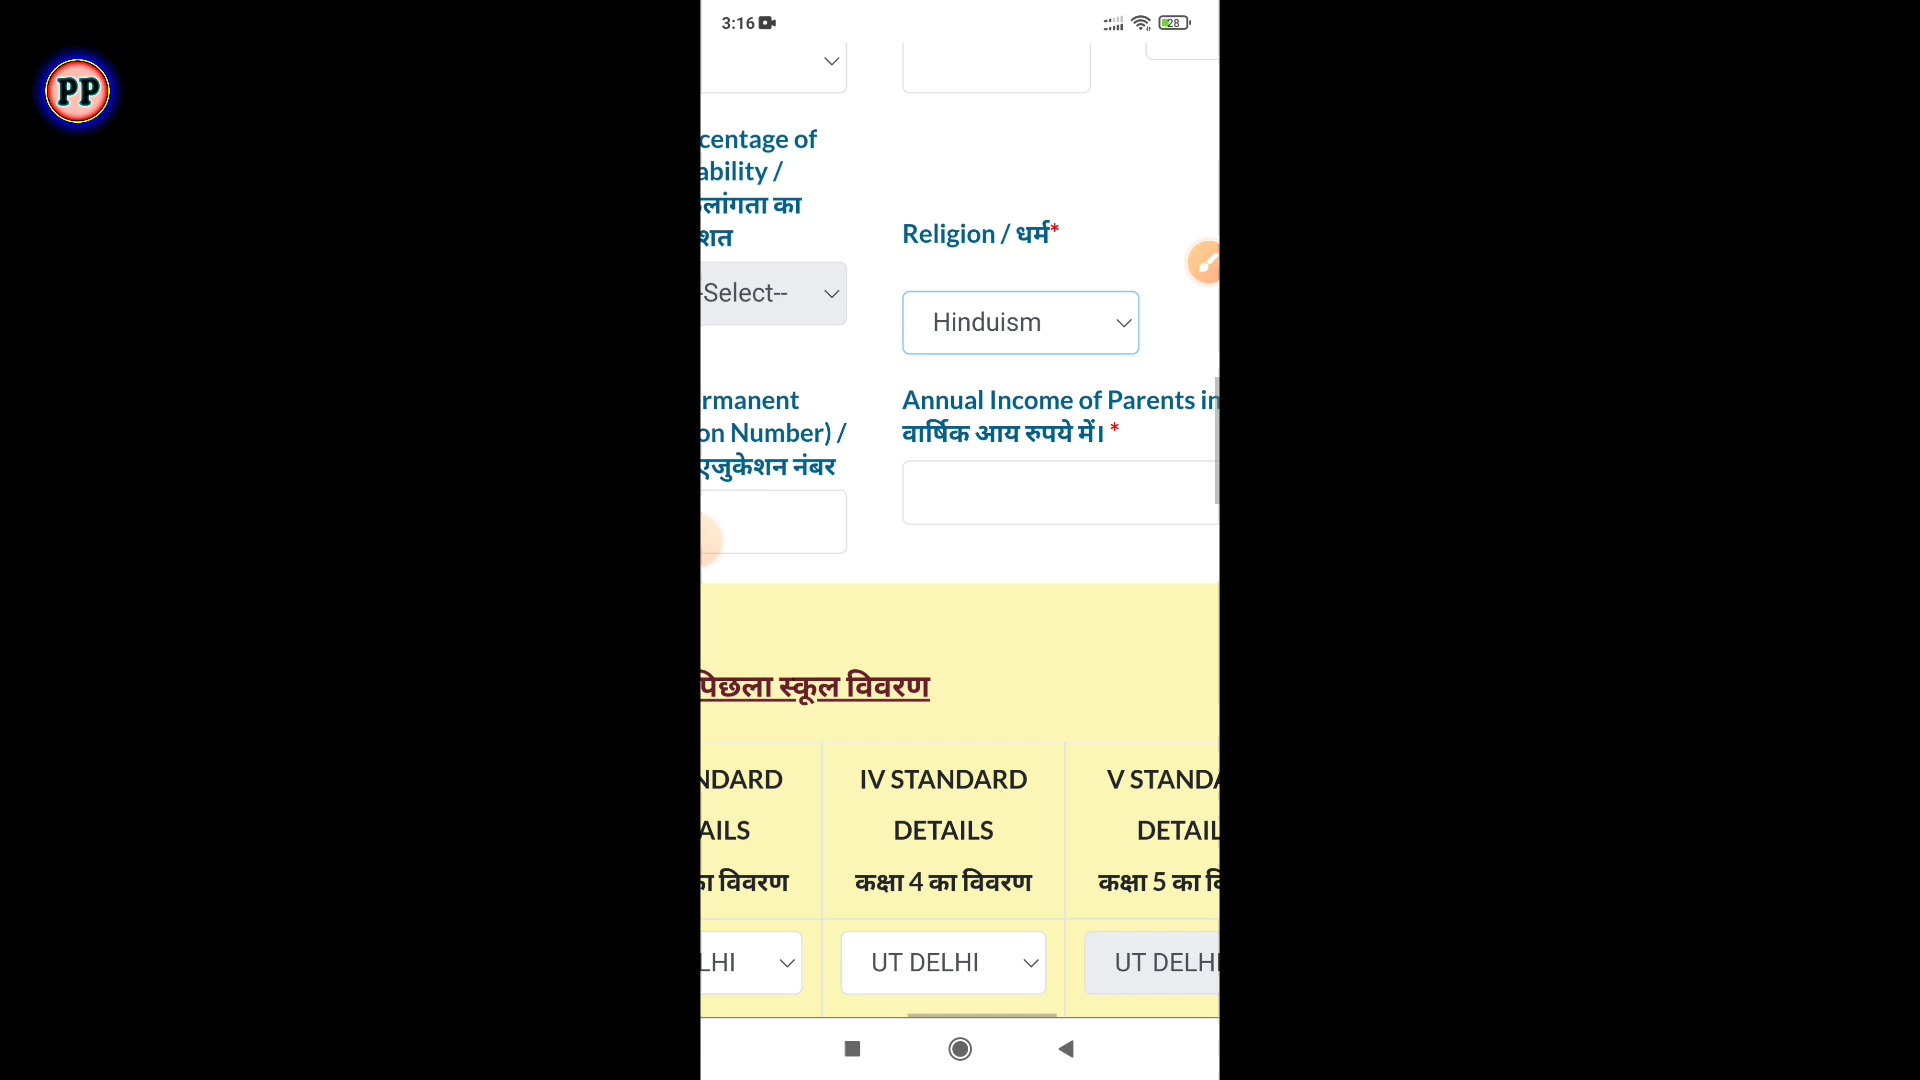 PP
3:16
28
centage of
ability /
लांगता का
शत
Religion / धर्म*
-Select--
Hinduism
rmanent
on Number) /
एजुकेशन नंबर
Annual Income of Parents in
वार्षिक आय रुपये में। *
पिछला स्कूल विवरण
NDARD
AILS
का विवरण
IV STANDARD
DETAILS
कक्षा 4 का विवरण
V STANDA
DETAIL
कक्षा 5 का वि
LHI
UT DELHI
UT DELHI